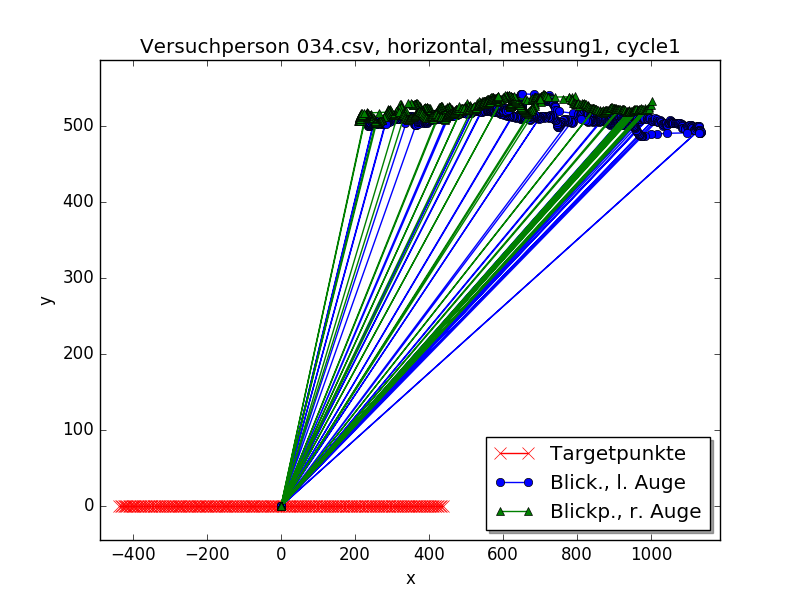 Versuchperson 034.csv, horizontal, messung1, cycle1
y
500
400
300
200
100
0
−400
−200
0
200
400
600
800
1000
x
Targetpunkte
Blick., l. Auge
Blickp., r. Auge